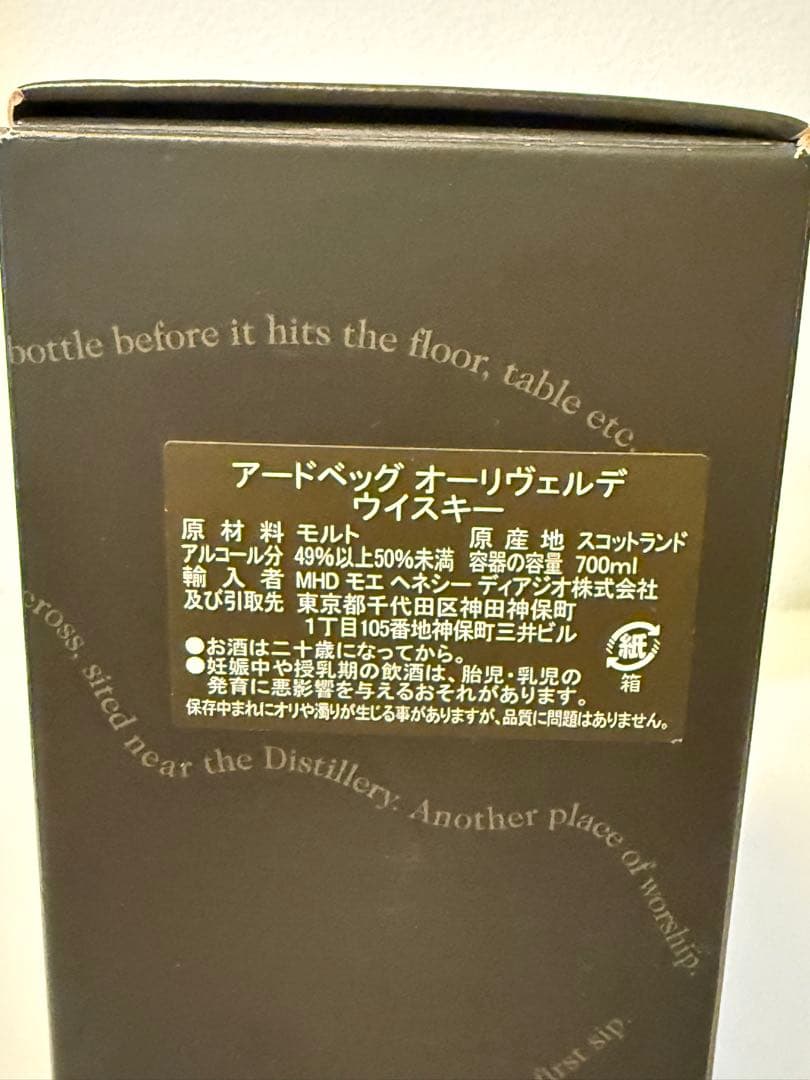 bottle before it hits the floor, table etc.
アードベッグ オーリヴェルデ
ウイスキー
原材料 モルト 原産地 スコットランド
アルコール分 49%以上50%未満 容器の容量 700ml
輸入者 MHD モエ ヘネシー ディアジオ株式会社
及び引取先 東京都千代田区神田神保町
1丁目105番地神保町三井ビル
●お酒は二十歳になってから。
●妊娠中や授乳期の飲酒は、胎児・乳児の
発育に悪影響を与えるおそれがあります。
紙
箱
保存中まれにオリや濁りが生じる事がありますが、品質に問題はありません。
cross, sited near the Distillery. Another place of worship.
first sip.